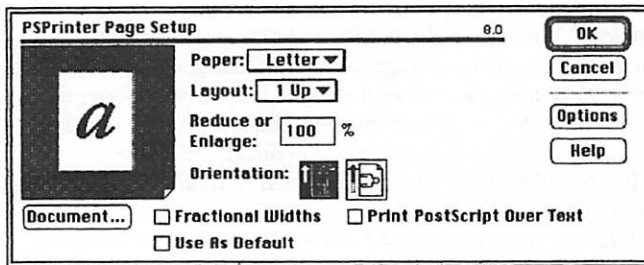 PSPrinter Page Setup 8.0
OK
Paper: Letter
Cancel
Layout: 1 Up
Reduce or
Enlarge: 100 %
Options
Help
Orientation:
a
Document...
Fractional Widths
Print PostScript Over Text
Use As Default